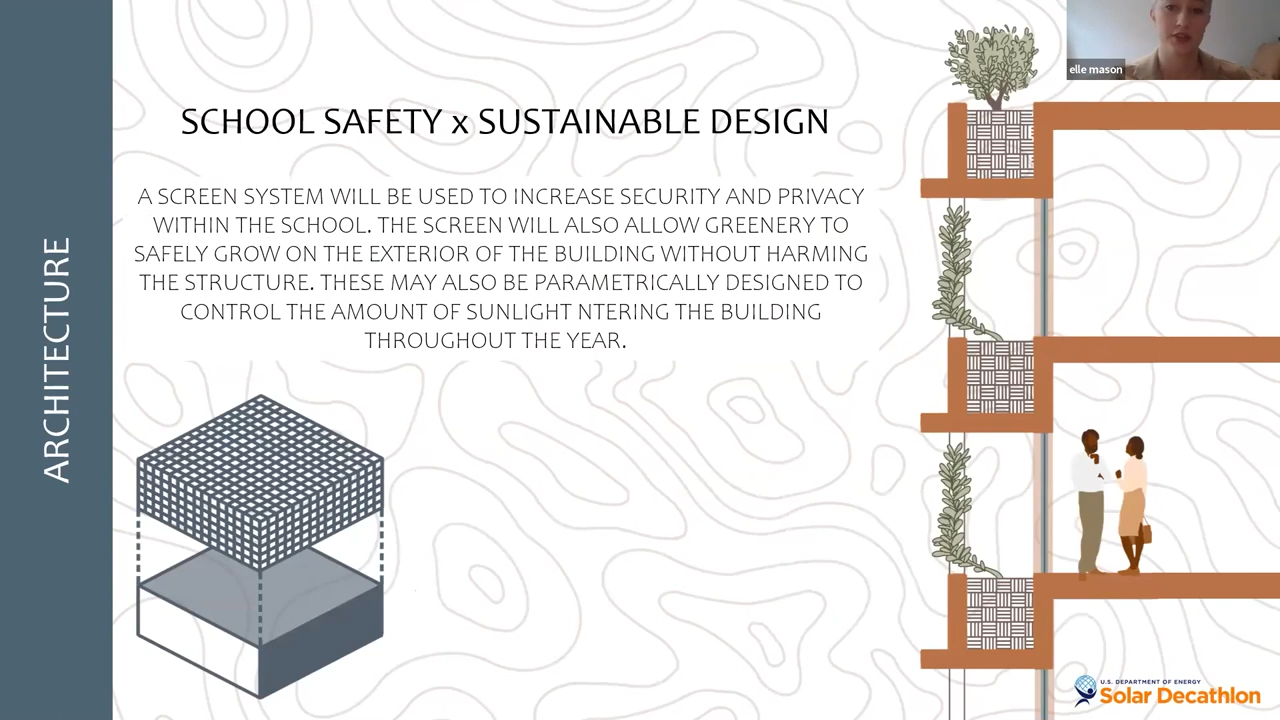 elle mason
SCHOOL SAFETY x SUSTAINABLE DESIGN
A SCREEN SYSTEM WILL BE USED TO INCREASE SECURITY AND PRIVACY
WITHIN THE SCHOOL. THE SCREEN WILL ALSO ALLOW GREENERY TO
SAFELY GROW ON THE EXTERIOR OF THE BUILDING WITHOUT HARMING
THE STRUCTURE. THESE MAY ALSO BE PARAMETRICALLY DESIGNED TO
CONTROL THE AMOUNT OF SUNLIGHT NTERING THE BUILDING
THROUGHOUT THE YEAR.
ARCHITECTURE
U.S. DEPARTMENT OF ENERGY
Solar Decathlon